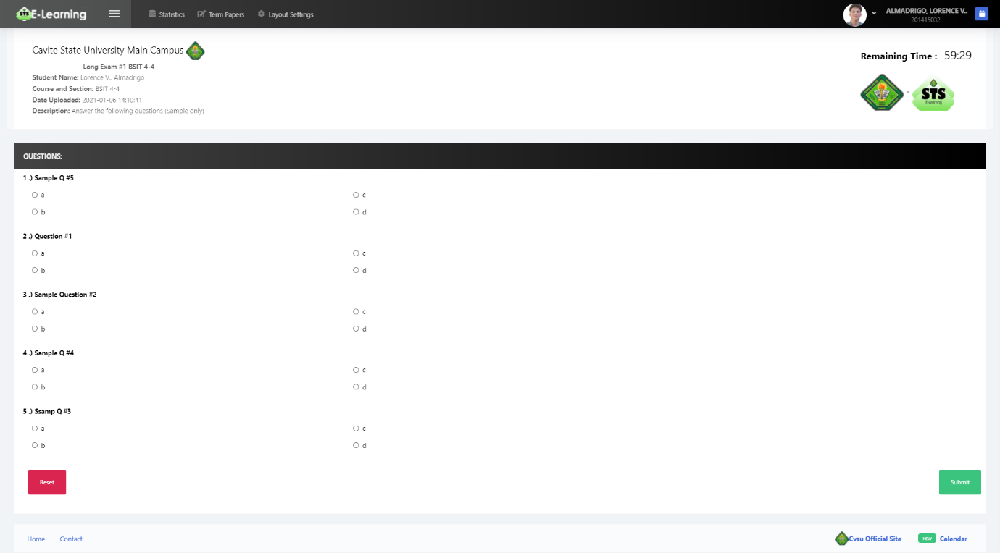 STS E-Learning
Statistics Term Papers Layout Settings
ALMADRIGO, LORENCE V..
201415032
Cavite State University Main Campus
Long Exam #1 BSIT 4-4
Student Name: Lorence V.. Almadrigo
Course and Section: BSIT 4-4
Date Uploaded: 2021-01-06 14:10:41
Description: Answer the following questions (Sample only)
Remaining Time : 59:29
-
STS
E-Learning
QUESTIONS:
1 .) Sample Q #5
a c
b d
2 .) Question #1
a c
b d
3 .) Sample Question #2
a c
b d
4 .) Sample Q #4
a c
b d
5 .) Ssamp Q #3
a c
b d
Reset Submit
Home Contact Cvsu Official Site NEW Calendar